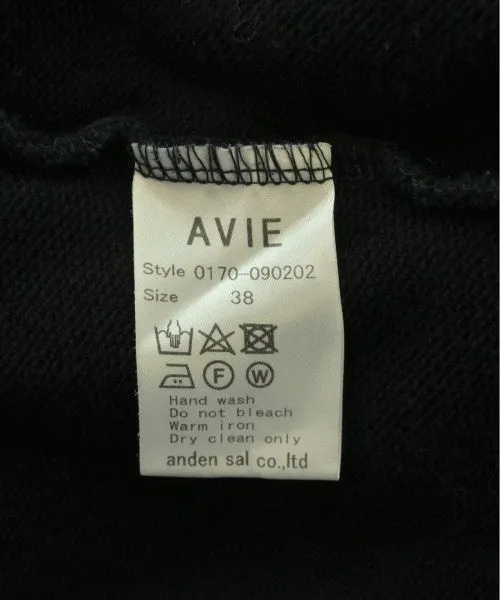 AVIE
Style 0170-090202
Size 38
F W
Hand wash
Do not bleach
Warm iron
Dry clean only
anden sal co.,ltd